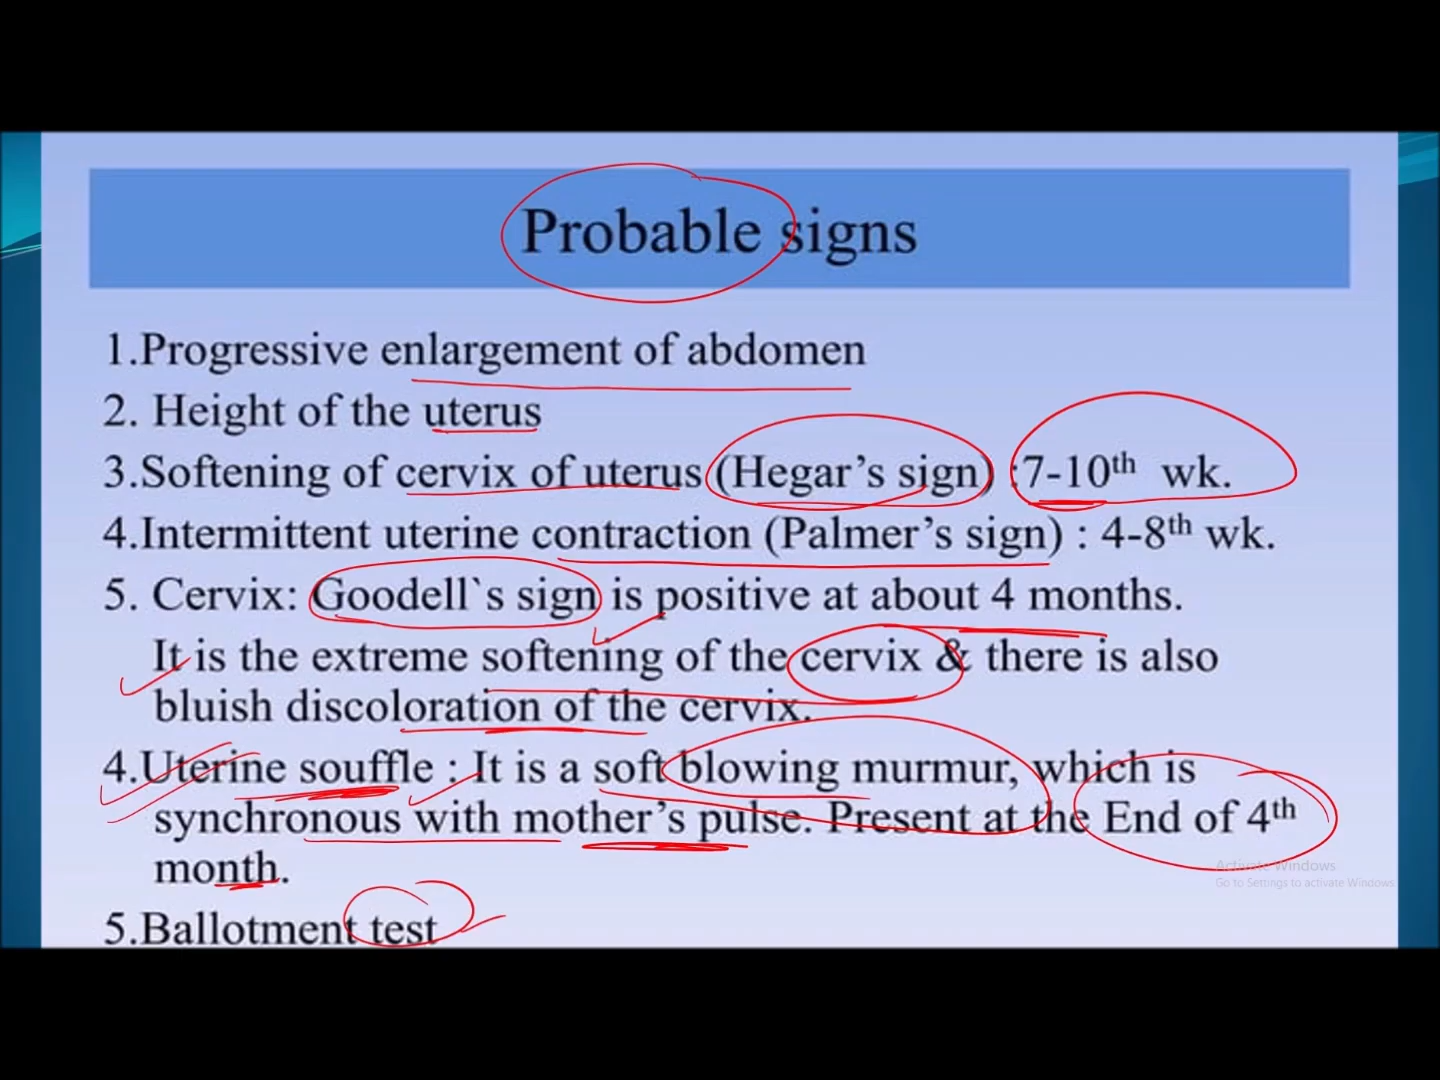 Probable signs
1.Progressive enlargement of abdomen
2. Height of the uterus
3.Softening of cervix of uterus (Hegar's sign) :7-10th wk.
4.Intermittent uterine contraction (Palmer's sign) : 4-8th wk.
5. Cervix: Goodell`s sign is positive at about 4 months.
It is the extreme softening of the cervix & there is also
bluish discoloration of the cervix.
4.Uterine souffle : It is a soft blowing murmur, which is
synchronous with mother's pulse. Present at the End of 4th
month.
Activate Windows
Go to Settings to activate Windows.
5.Ballotment test